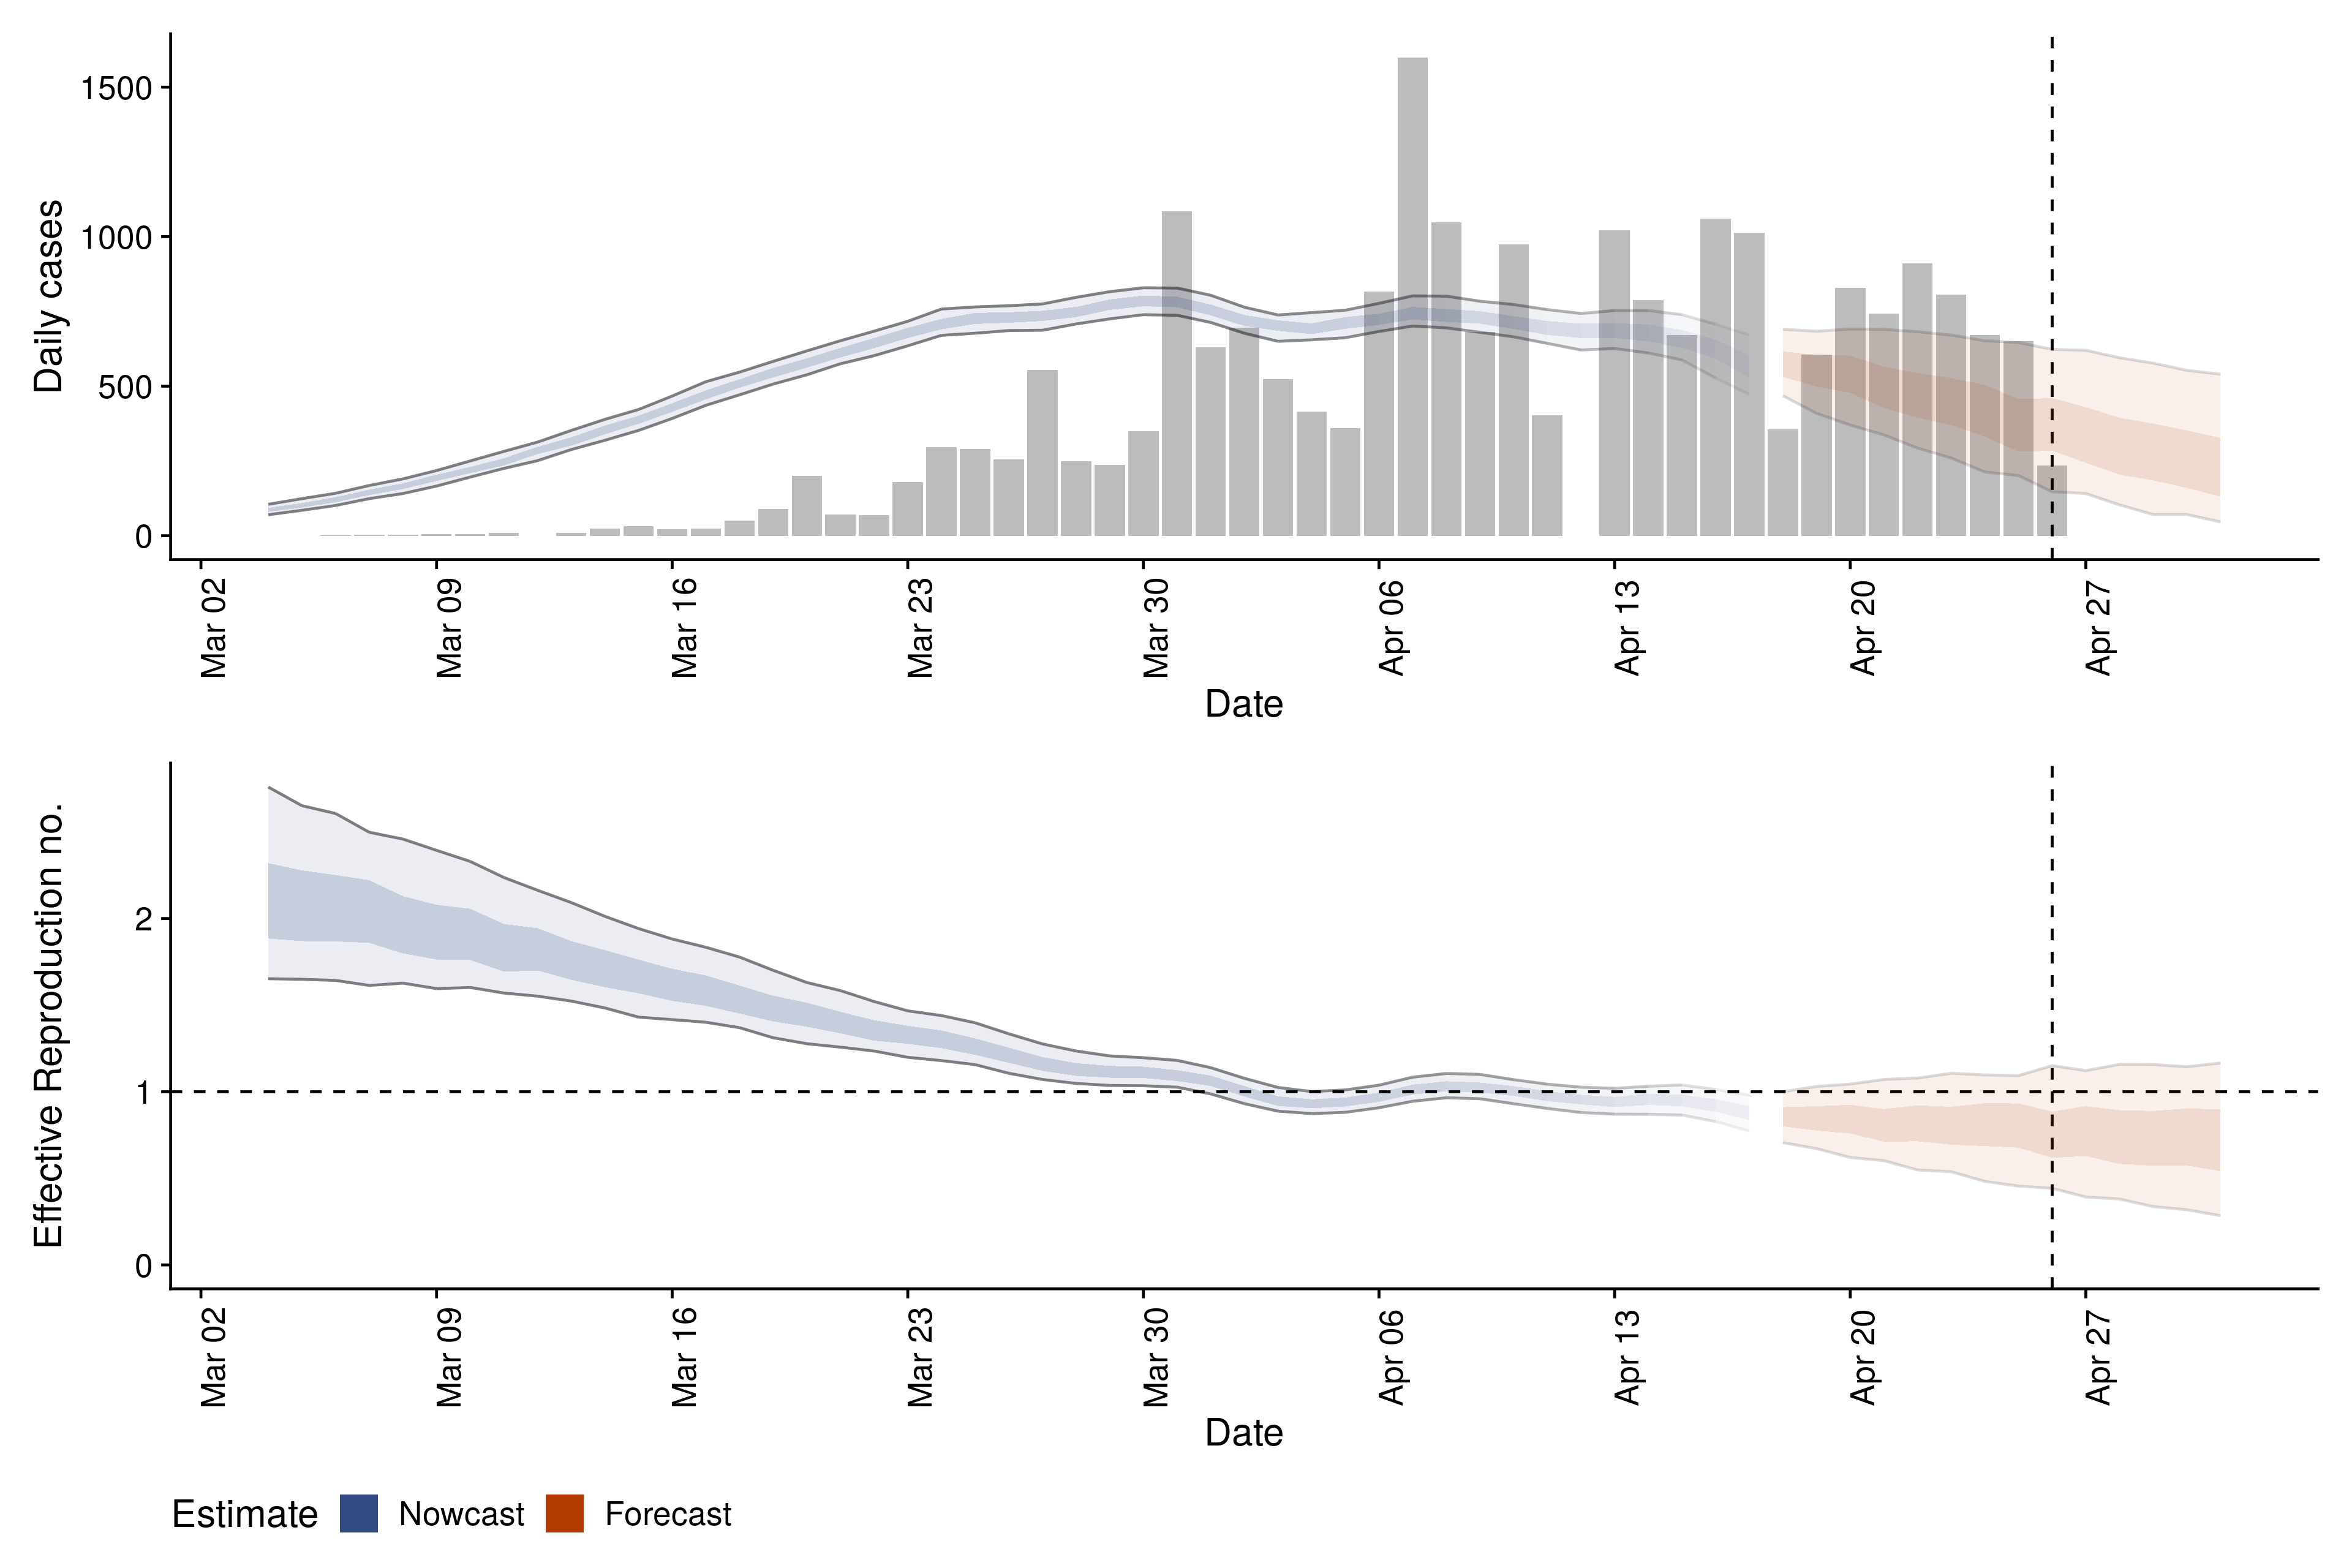 Daily cases
1500
1000
500
0
Mar 02
Mar 09
Mar 16
Mar 23
Mar 30
Apr 06
Apr 13
Apr 20
Apr 27
Date
Effective Reproduction no.
2
1
0
Mar 02
Mar 09
Mar 16
Mar 23
Mar 30
Apr 06
Apr 13
Apr 20
Apr 27
Date
Estimate Nowcast Forecast